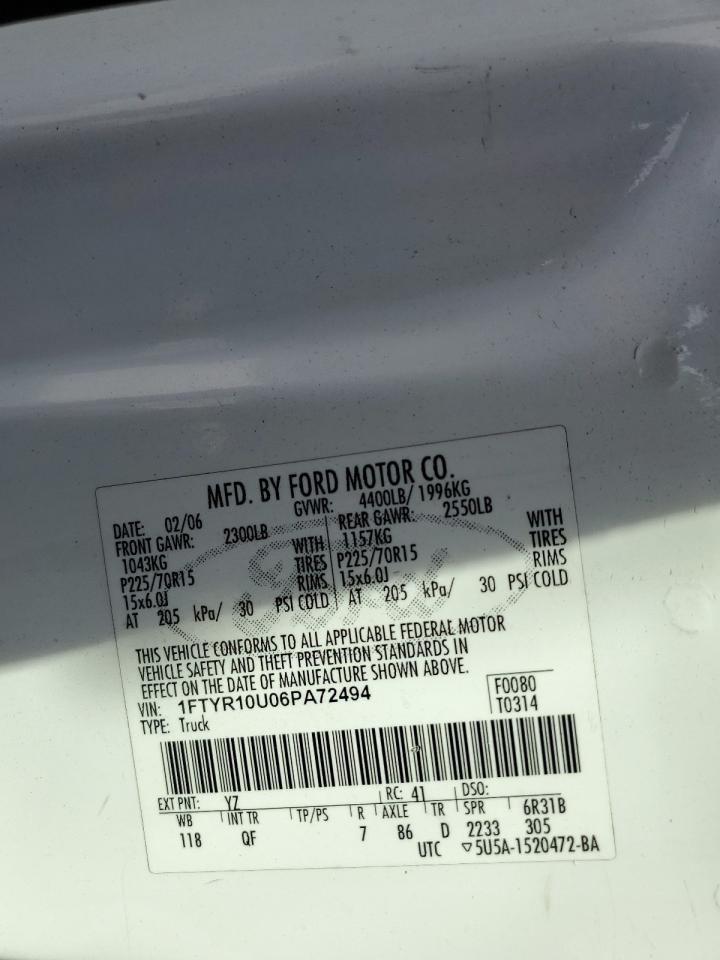 MFD. BY FORD MOTOR CO.
DATE: 02/06 GVWR: 4400LB/ 1996KG
FRONT GAWR: 2300LB REAR GAWR: 2550LB
1043KG WITH 1157KG WITH
P225/70R15 TIRES P225/70R15 TIRES
15x6.0J RIMS 15x6.0J RIMS
AT 205 kPa/ 30 PSI COLD AT 205 kPa/ 30 PSI COLD
THIS VEHICLE CONFORMS TO ALL APPLICABLE FEDERAL MOTOR
VEHICLE SAFETY AND THEFT PREVENTION STANDARDS IN
EFFECT ON THE DATE OF MANUFACTURE SHOWN ABOVE.
VIN: 1FTYR10U06PA72494 F0080
TYPE: Truck T0314
EXT PNT: YZ RC: 41 DSO:
WB INT TR TP/PS R AXLE TR SPR 6R31B
118 QF 7 86 D 2233 305
UTC ▽5U5A-1520472-BA